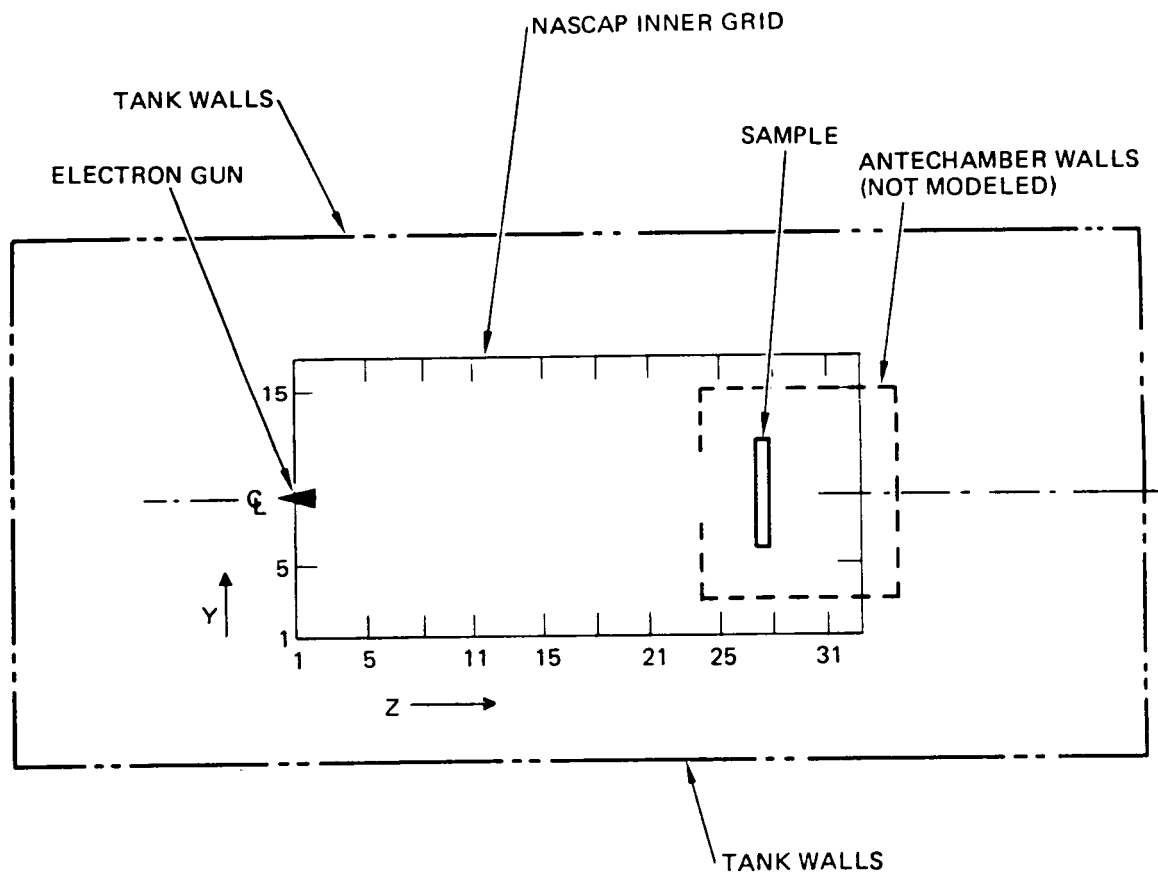 NASCAP INNER GRID
TANK WALLS
SAMPLE
ANTECHAMBER WALLS
(NOT MODELED)
ELECTRON GUN
15
℄
5
Y
1
1 5 11 15 21 25 31
Z
TANK WALLS